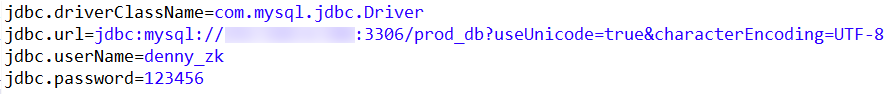 jdbc.driverClassName=com.mysql.jdbc.Driver
jdbc.url=jdbc:mysql:// :3306/prod_db?useUnicode=true&characterEncoding=UTF-8
jdbc.userName=denny_zk
jdbc.password=123456